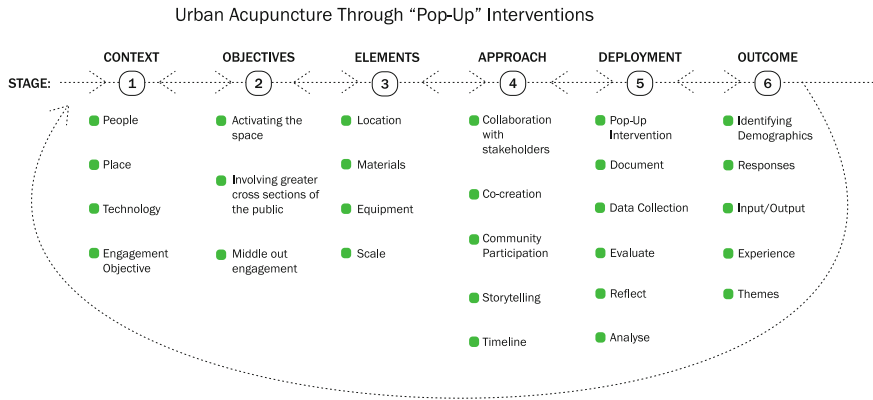 Urban Acupuncture Through “Pop-Up” Interventions
CONTEXT
OBJECTIVES
ELEMENTS
APPROACH
DEPLOYMENT
OUTCOME
STAGE:
1
2
3
4
5
6
People
Place
Technology
Engagement
Objective
Activating the
space
Involving greater
cross sections of
the public
Middle out
engagement
Location
Materials
Equipment
Scale
Collaboration
with
stakeholders
Co-creation
Community
Participation
Storytelling
Timeline
Pop-Up
Intervention
Document
Data Collection
Evaluate
Reflect
Analyse
Identifying
Demographics
Responses
Input/Output
Experience
Themes